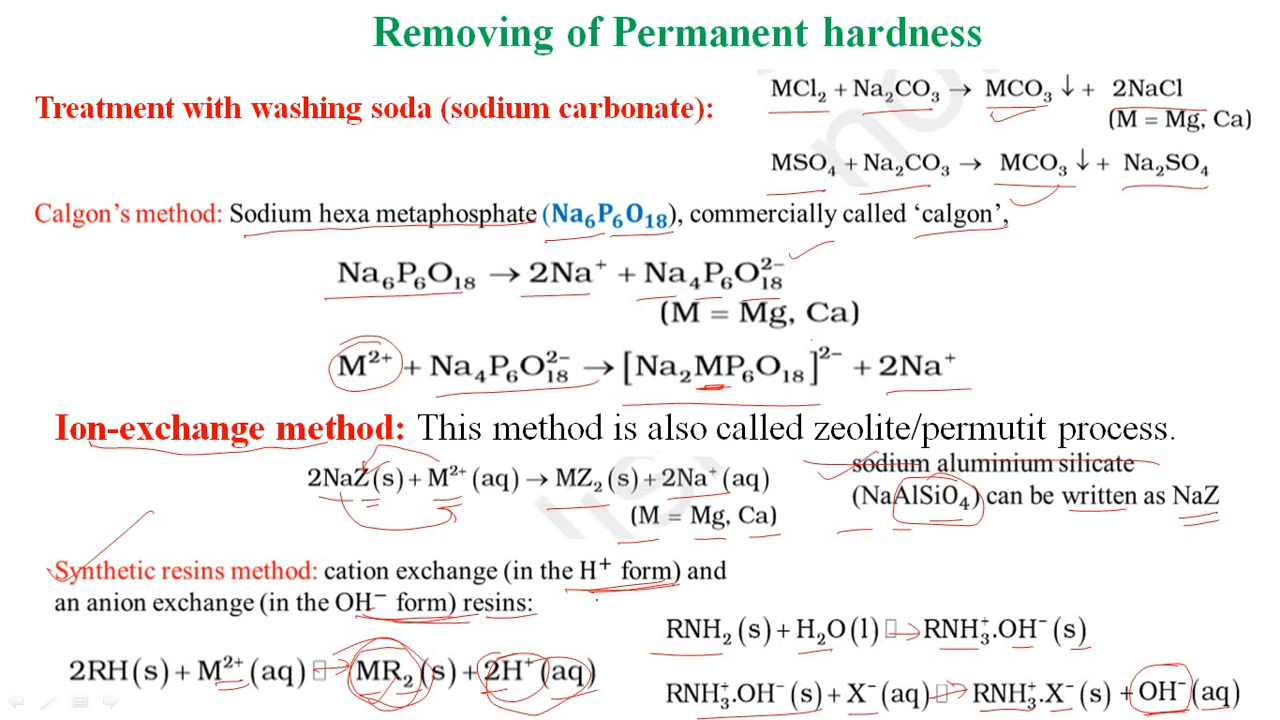 Removing of Permanent hardness
Treatment with washing soda (sodium carbonate):
MCl₂ + Na₂CO₃ → MCO₃ ↓ + 2NaCl
(M = Mg, Ca)
MSO₄ + Na₂CO₃ → MCO₃ ↓ + Na₂SO₄
Calgon's method: Sodium hexa metaphosphate (Na₆P₆O₁₈), commercially called 'calgon',
Na₆P₆O₁₈ → 2Na⁺ + Na₄P₆O₁₈²⁻
(M = Mg, Ca)
M²⁺ + Na₄P₆O₁₈²⁻ → [Na₂MP₆O₁₈]²⁻ + 2Na⁺
Ion-exchange method: This method is also called zeolite/permutit process.
2NaZ(s) + M²⁺(aq) → MZ₂(s) + 2Na⁺(aq)
(M = Mg, Ca)
sodium aluminium silicate
(NaAlSiO₄) can be written as NaZ
Synthetic resins method: cation exchange (in the H⁺ form) and
an anion exchange (in the OH⁻ form) resins:
2RH(s) + M²⁺(aq) → MR₂(s) + 2H⁺(aq)
RNH₂(s) + H₂O(l) → RNH₃⁺.OH⁻(s)
RNH₃⁺.OH⁻(s) + X⁻(aq) → RNH₃⁺.X⁻(s) + OH⁻(aq)